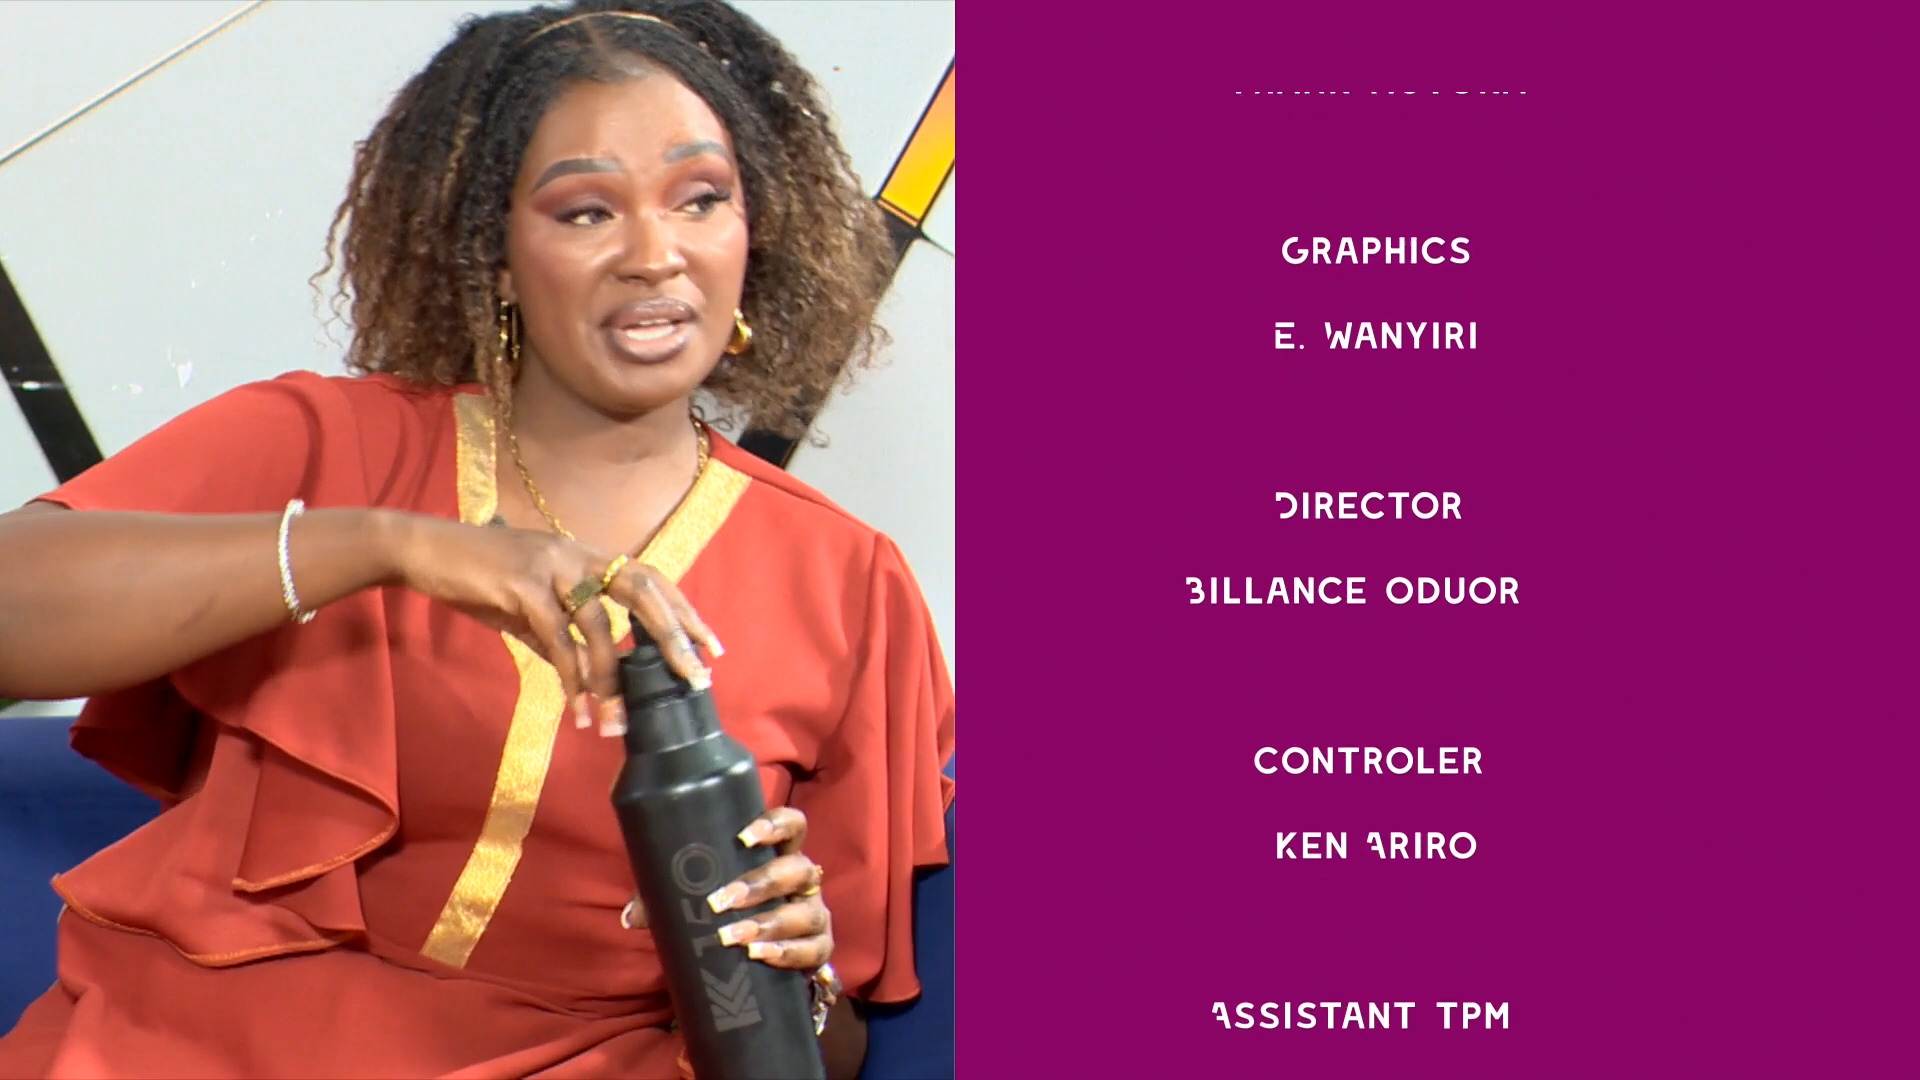 GRAPHICS
E. WANYIRI
DIRECTOR
BILLANCE ODUOR
CONTROLER
KEN ARIRO
ASSISTANT TPM